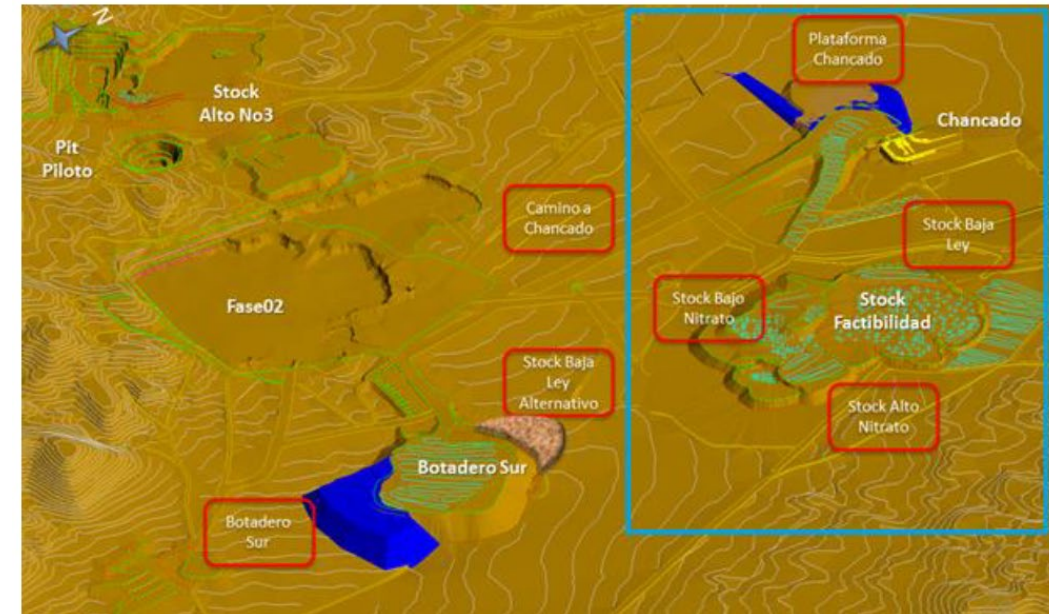 N
Stock
Alto No3
Pit
Piloto
Fase02
Camino a
Chancado
Stock Baja
Ley
Alternativo
Botadero Sur
Botadero
Sur
Plataforma
Chancado
Chancado
Stock Baja
Ley
Stock Bajo
Nitrato
Stock
Factibilidad
Stock Alto
Nitrato